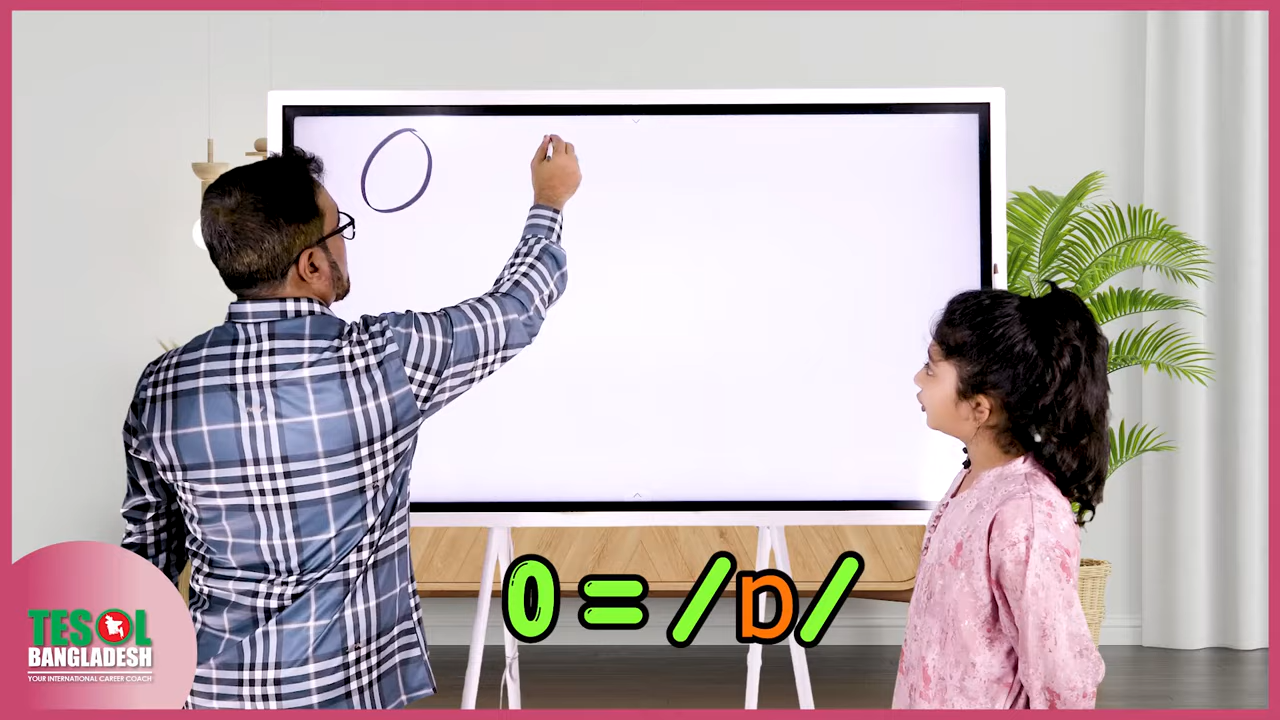 O
O = /ɒ/
TESOL
BANGLADESH
YOUR INTERNATIONAL CAREER COACH